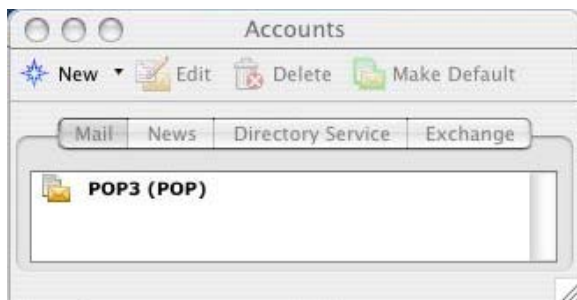 Accounts
New Edit Delete Make Default
Mail News Directory Service Exchange
POP3 (POP)